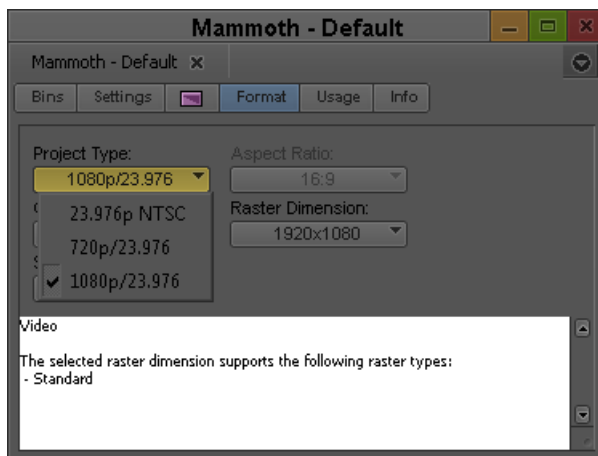 Mammoth - Default
Mammoth - Default
Bins Settings Format Usage Info
Project Type: Aspect Ratio:
1080p/23.976 16:9
23.976p NTSC Raster Dimension:
720p/23.976 1920x1080
1080p/23.976
Video
The selected raster dimension supports the following raster types:
- Standard